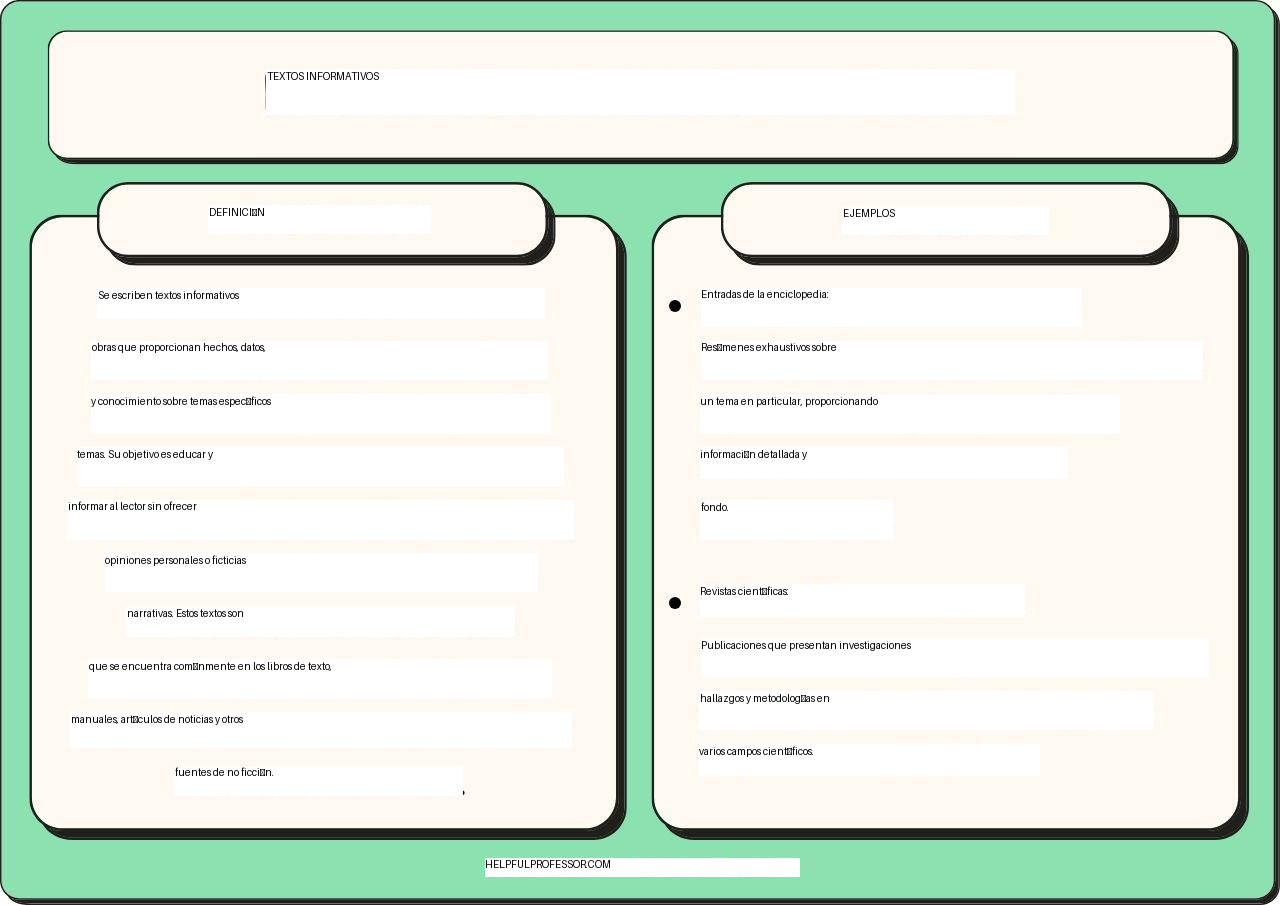 TEXTOS INFORMATIVOS
DEFINICI▯N
Se escriben textos informativos
obras que proporcionan hechos, datos,
y conocimiento sobre temas espec▯ficos
temas. Su objetivo es educar y
informar al lector sin ofrecer
opiniones personales o ficticias
narrativas. Estos textos son
que se encuentra com▯nmente en los libros de texto,
manuales, art▯culos de noticias y otros
fuentes de no ficci▯n.
EJEMPLOS
Entradas de la enciclopedia:
Res▯menes exhaustivos sobre
un tema en particular, proporcionando
informaci▯n detallada y
fondo.
Revistas cient▯ficas:
Publicaciones que presentan investigaciones
hallazgos y metodolog▯as en
varios campos cient▯ficos.
HELPFULPROFESSOR.COM